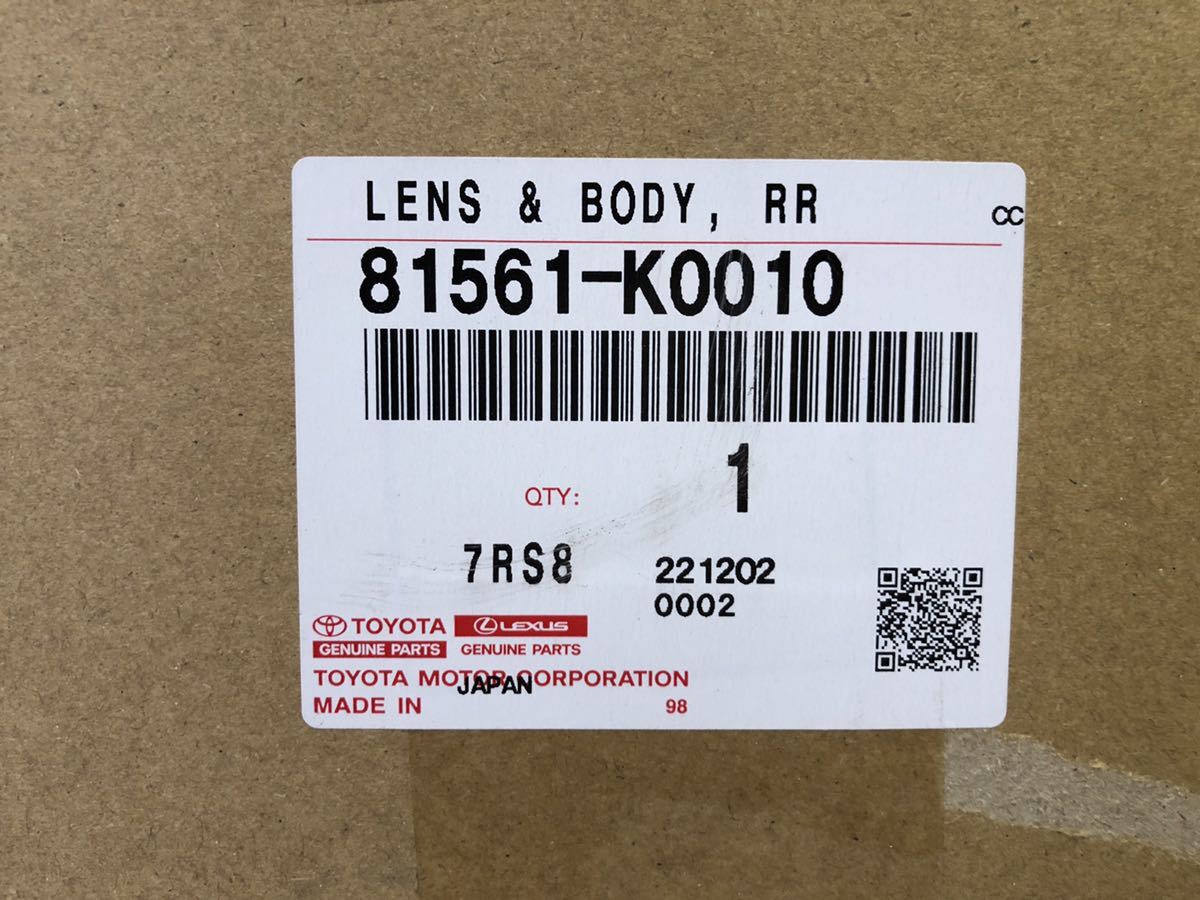 LENS & BODY, RR
CC
81561-K0010
QTY: 1
7RS8 221202
0002
TOYOTA LEXUS
GENUINE PARTS GENUINE PARTS
TOYOTA MOTOR CORPORATION
JAPAN
MADE IN 98